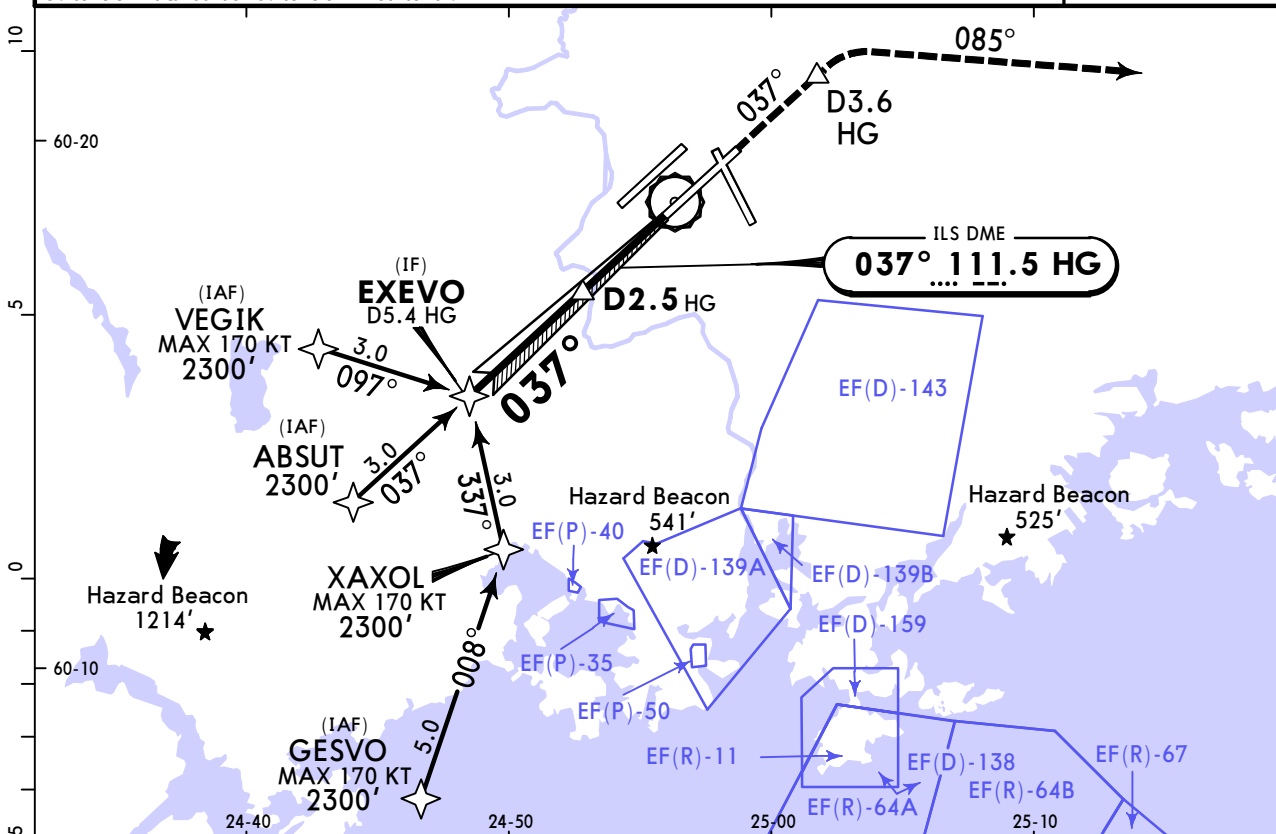 10
085°
037°
D3.6
HG
60-20
ILS DME
037° 111.5 HG
(IF)
EXEVO
D5.4 HG
D2.5 HG
5
(IAF)
VEGIK
MAX 170 KT
2300'
3.0
097°
037°
EF(D)-143
(IAF)
ABSUT
2300'
3.0
037°
3.0
337°
Hazard Beacon
541'
Hazard Beacon
525'
EF(P)-40
0
EF(D)-139A
EF(D)-139B
XAXOL
MAX 170 KT
2300'
Hazard Beacon
1214'
EF(D)-159
60-10
008°
EF(P)-35
EF(P)-50
(IAF)
GESVO
MAX 170 KT
2300'
5.0
EF(R)-11
EF(D)-138
EF(R)-67
EF(R)-64A
EF(R)-64B
5
24-40
24-50
25-00
25-10